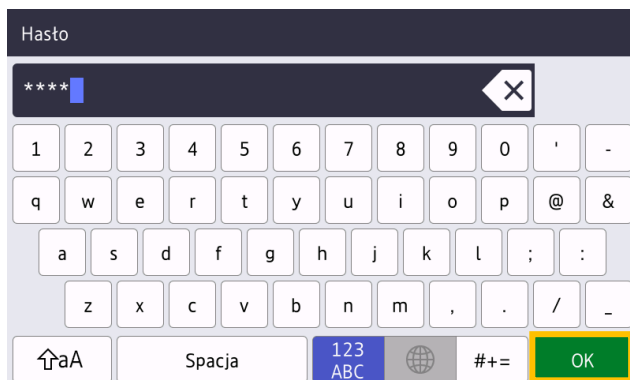 Hasło
****
1 2 3 4 5 6 7 8 9 0 ' -
q w e r t y u i o p @ &
a s d f g h j k l ; :
z x c v b n m , . / _
aA Spacja 123 ABC #+= OK